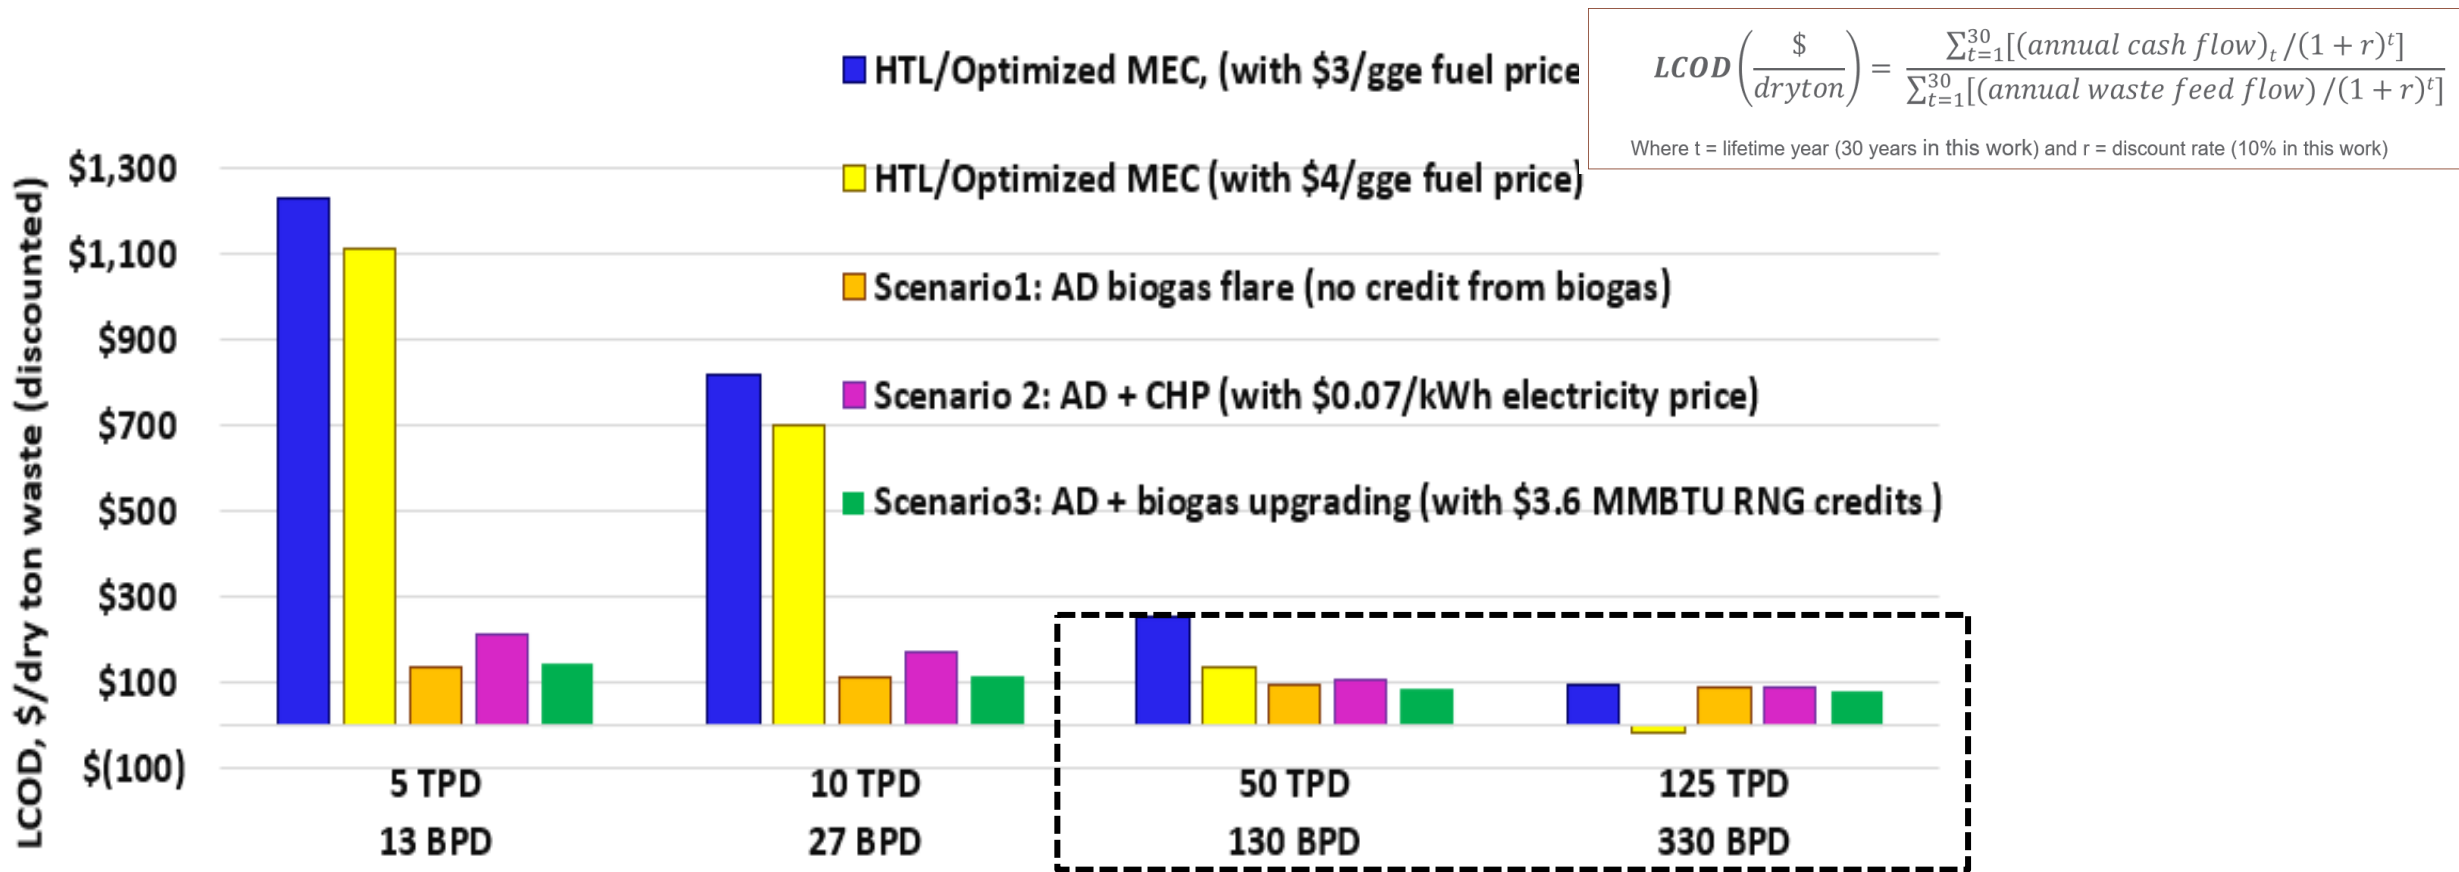 HTL/Optimized MEC, (with $3/gge fuel price
HTL/Optimized MEC (with $4/gge fuel price)
Scenario1: AD biogas flare (no credit from biogas)
Scenario 2: AD + CHP (with $0.07/kWh electricity price)
Scenario3: AD + biogas upgrading (with $3.6 MMBTU RNG credits )
LCOD ($/dryton) = ∑_{t=1}^{30}[(annual cash flow)_t /(1 + r)^t] / ∑_{t=1}^{30}[(annual waste feed flow) /(1 + r)^t]
Where t = lifetime year (30 years in this work) and r = discount rate (10% in this work)
LCOD, $/dry ton waste (discounted)
$1,300
$1,100
$900
$700
$500
$300
$100
$(100)
5 TPD
10 TPD
50 TPD
125 TPD
13 BPD
27 BPD
130 BPD
330 BPD